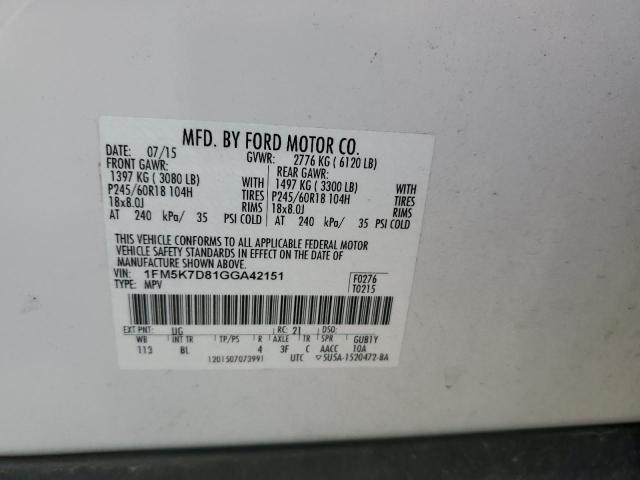 MFD. BY FORD MOTOR CO.
DATE: 07/15 GVWR: 2776 KG ( 6120 LB)
FRONT GAWR: REAR GAWR:
1397 KG ( 3080 LB) WITH 1497 KG ( 3300 LB) WITH
P245/60R18 104H TIRES P245/60R18 104H TIRES
18x8.0J RIMS 18x8.0J RIMS
AT 240 kPa/ 35 PSI COLD AT 240 kPa/ 35 PSI COLD
THIS VEHICLE CONFORMS TO ALL APPLICABLE FEDERAL MOTOR
VEHICLE SAFETY STANDARDS IN EFFECT ON THE DATE OF
MANUFACTURE SHOWN ABOVE.
VIN: 1FM5K7D81GGA42151 F0276
TYPE: MPV T0215
EXT PNT: UG RC: 21 DSO:
WB INT TR TP/PS R AXLE TR SPR GUB1Y
113 BL 4 3F C AACC 10A
1201507073991 UTC ▽5U5A-1520472-BA